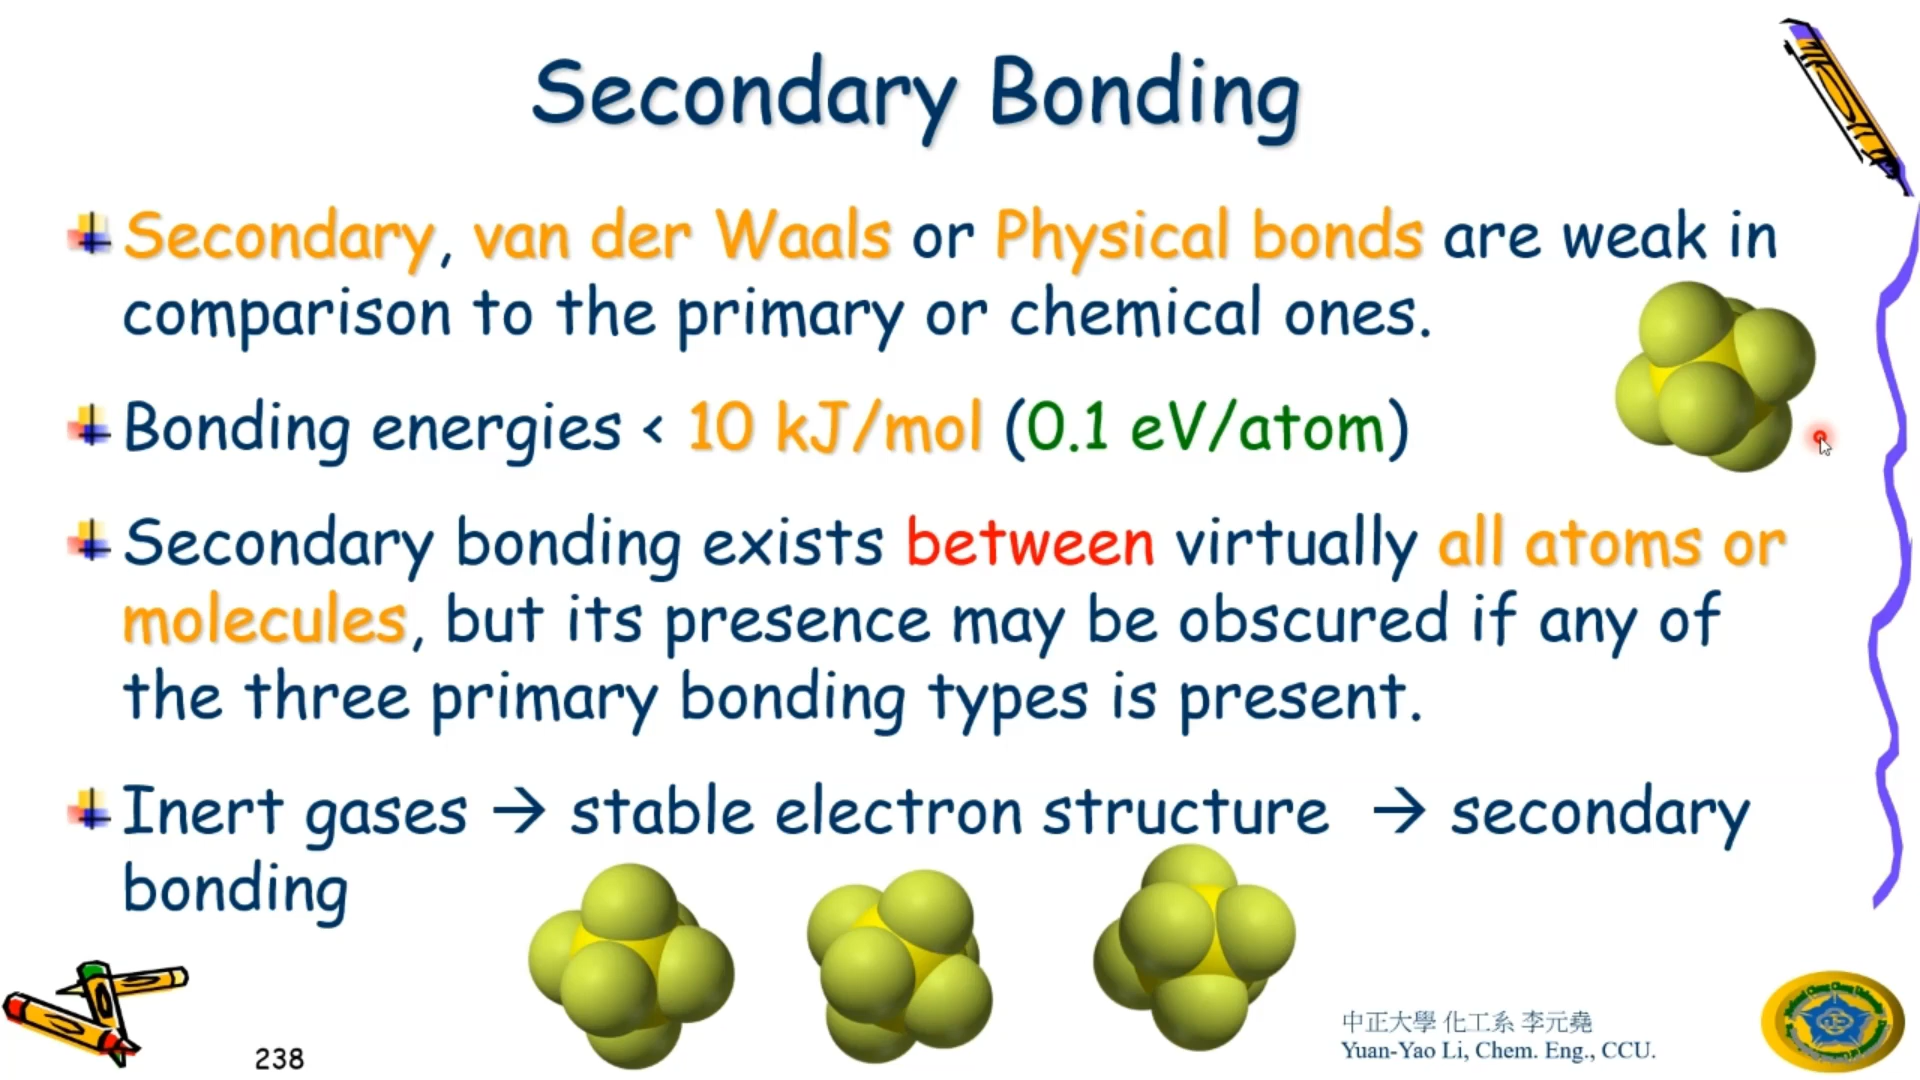 Secondary Bonding
Secondary, van der Waals or Physical bonds are weak in
comparison to the primary or chemical ones.
Bonding energies < 10 kJ/mol (0.1 eV/atom)
Secondary bonding exists between virtually all atoms or
molecules, but its presence may be obscured if any of
the three primary bonding types is present.
Inert gases → stable electron structure → secondary
bonding
中正大學 化工系 李元堯
Yuan-Yao Li, Chem. Eng., CCU.
238